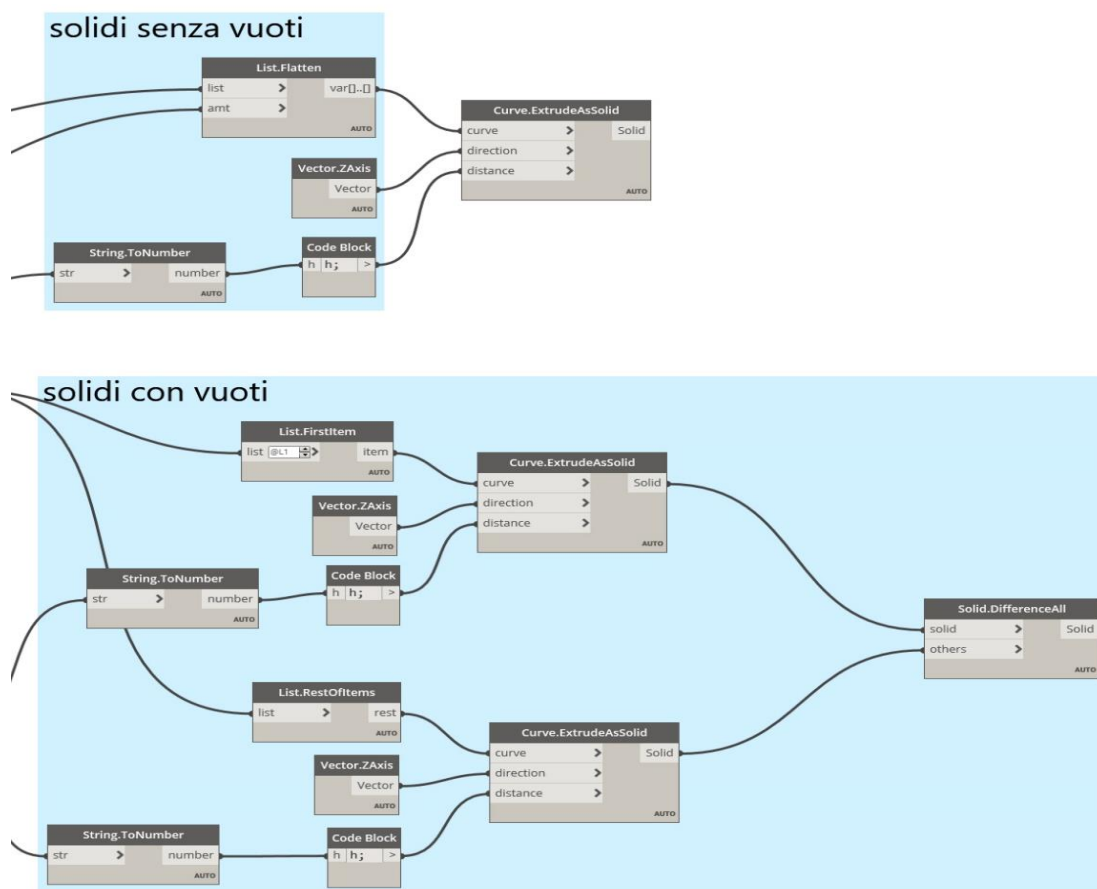 solidi senza vuoti
List.Flatten
list > var[]..[]
amt >
AUTO
Curve.ExtrudeAsSolid
curve > Solid
direction >
distance >
AUTO
Vector.ZAxis
Vector
AUTO
String.ToNumber
str > number
AUTO
Code Block
h h; >
solidi con vuoti
List.FirstItem
list @L1 > item
AUTO
Curve.ExtrudeAsSolid
curve > Solid
direction >
distance >
AUTO
Vector.ZAxis
Vector
AUTO
String.ToNumber
str > number
AUTO
Code Block
h h; >
Solid.DifferenceAll
solid > Solid
others >
AUTO
List.RestOfItems
list > rest
AUTO
Curve.ExtrudeAsSolid
curve > Solid
direction >
distance >
AUTO
Vector.ZAxis
Vector
AUTO
String.ToNumber
str > number
AUTO
Code Block
h h; >